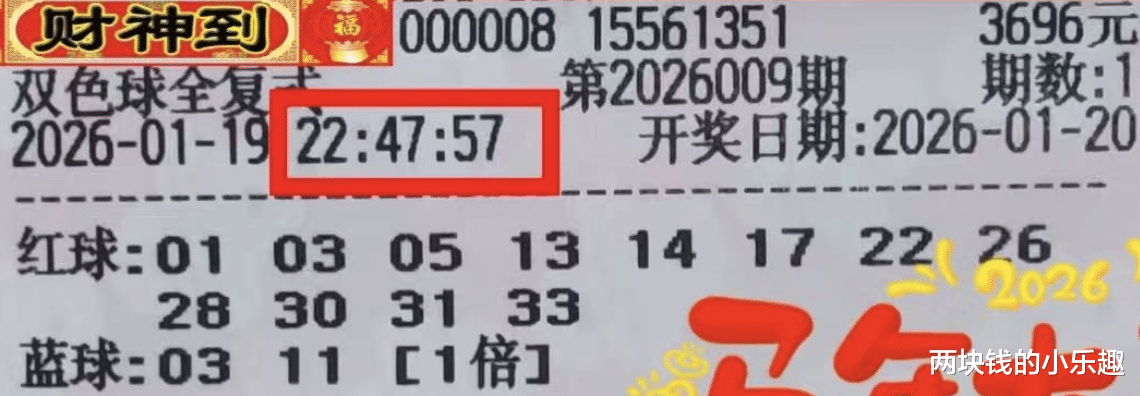 财神到
福
000008 15561351 3696元
双色球全复式 第2026009期 期数:1
2026-01-19 22:47:57 开奖日期:2026-01-20
红球:01 03 05 13 14 17 22 26
28 30 31 33
蓝球:03 11 [1倍]
2026
两块钱的小乐趣